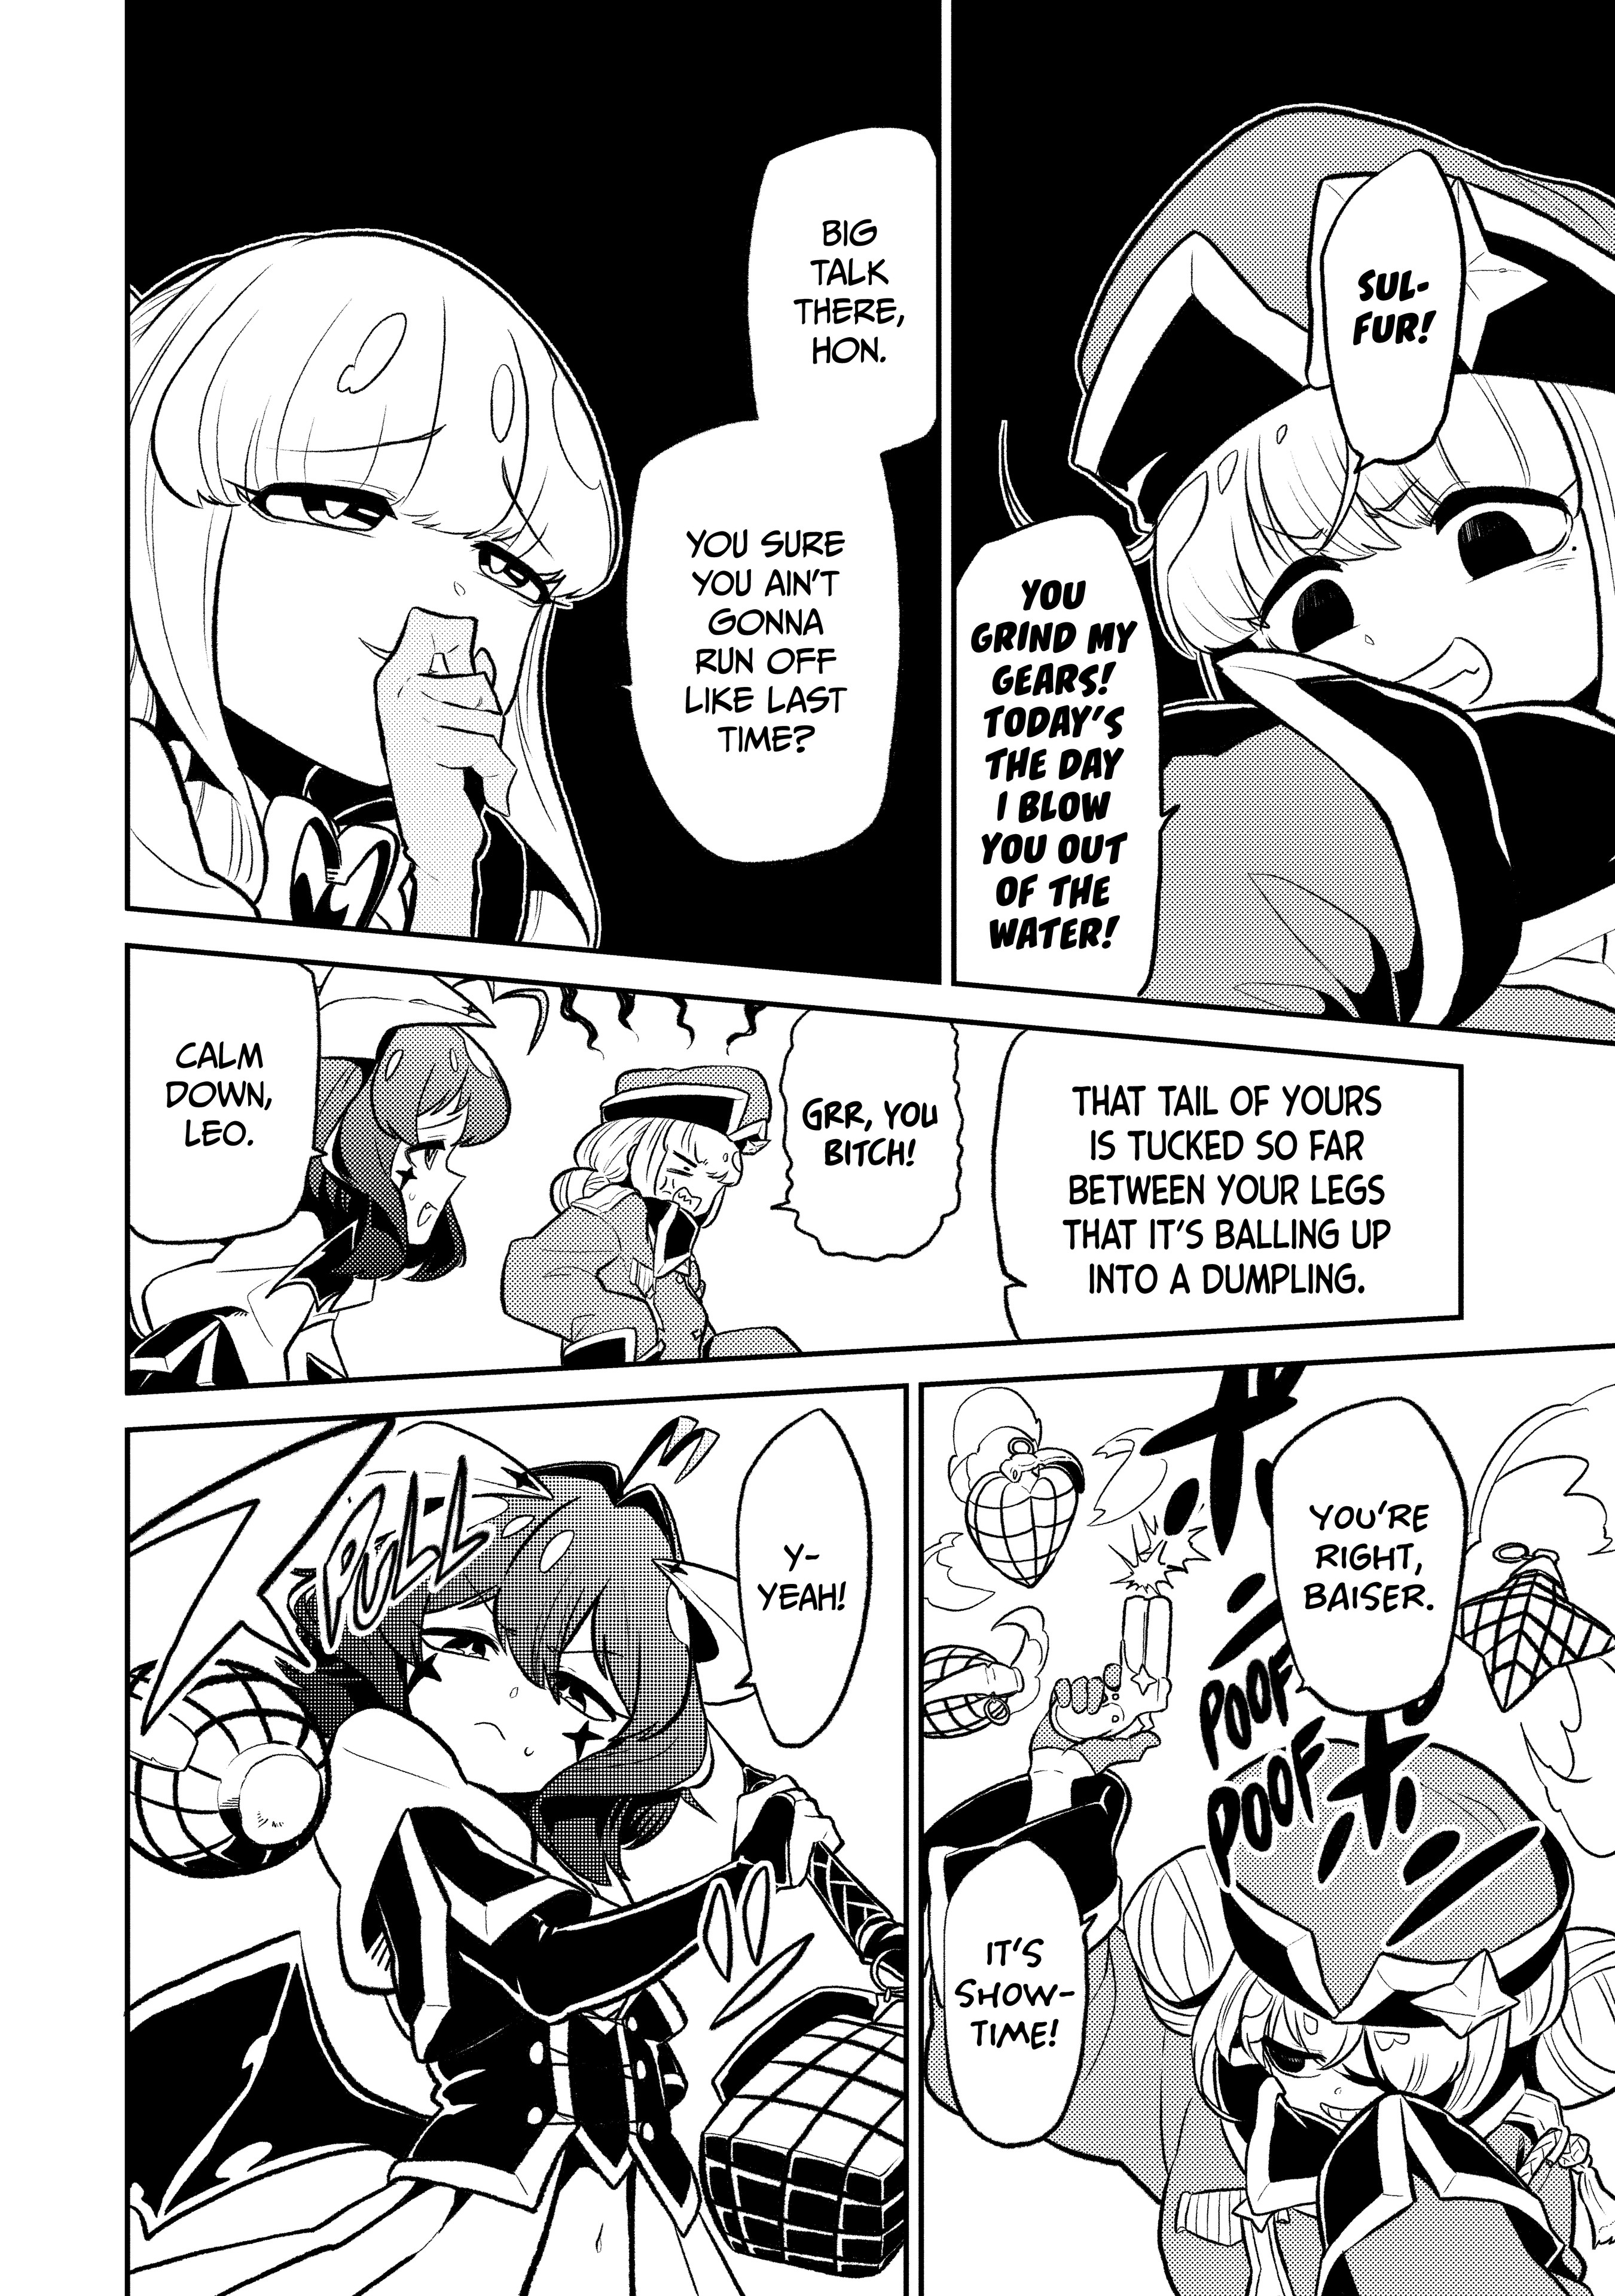 SUL-
FUR!
YOU
GRIND MY
GEARS!
TODAY'S
THE DAY
I BLOW
YOU OUT
OF THE
WATER!
BIG
TALK
THERE,
HON.
YOU SURE
YOU AIN'T
GONNA
RUN OFF
LIKE LAST
TIME?
THAT TAIL OF YOURS
IS TUCKED SO FAR
BETWEEN YOUR LEGS
THAT IT'S BALLING UP
INTO A DUMPLING.
GRR, YOU
BITCH!
CALM
DOWN,
LEO.
YOU'RE
RIGHT,
BAISER.
POOF
POOF
IT'S
SHOW-
TIME!
Y-
YEAH!
PULL